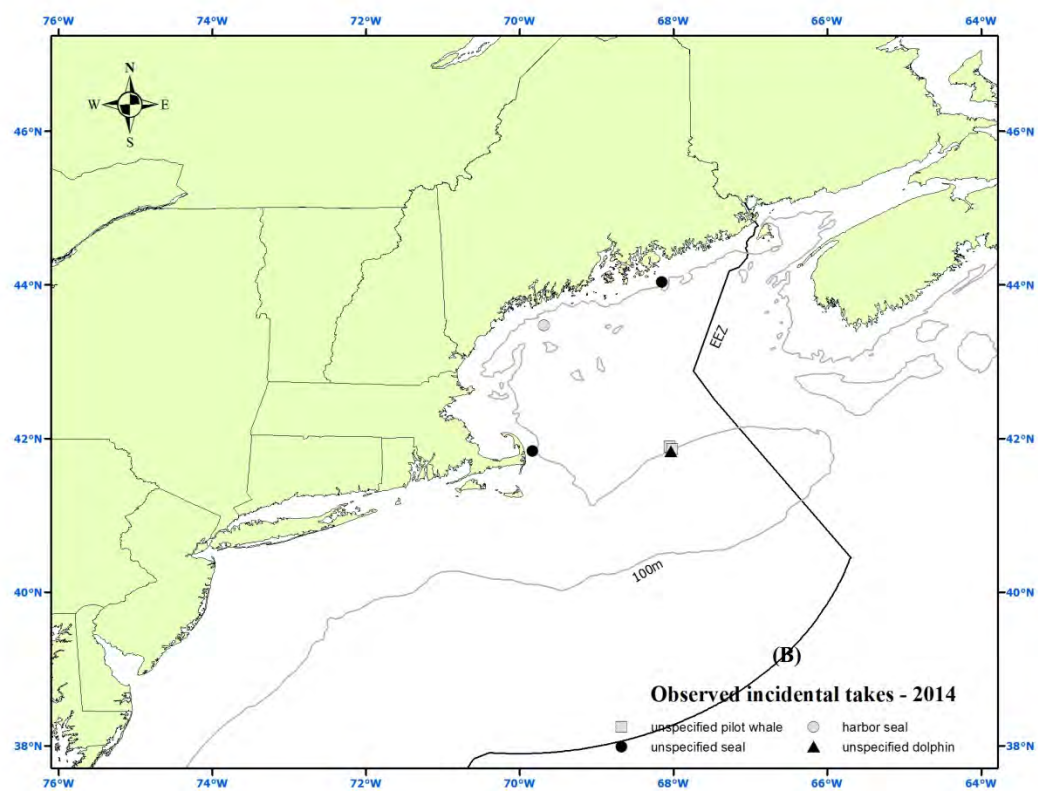 76°W 74°W 72°W 70°W 68°W 66°W 64°W
N
W E
S
46°N 46°N
44°N 44°N
EEZ
42°N 42°N
100m
40°N 40°N
(B)
Observed incidental takes - 2014
unspecified pilot whale harbor seal
unspecified seal unspecified dolphin
38°N 38°N
76°W 74°W 72°W 70°W 68°W 66°W 64°W